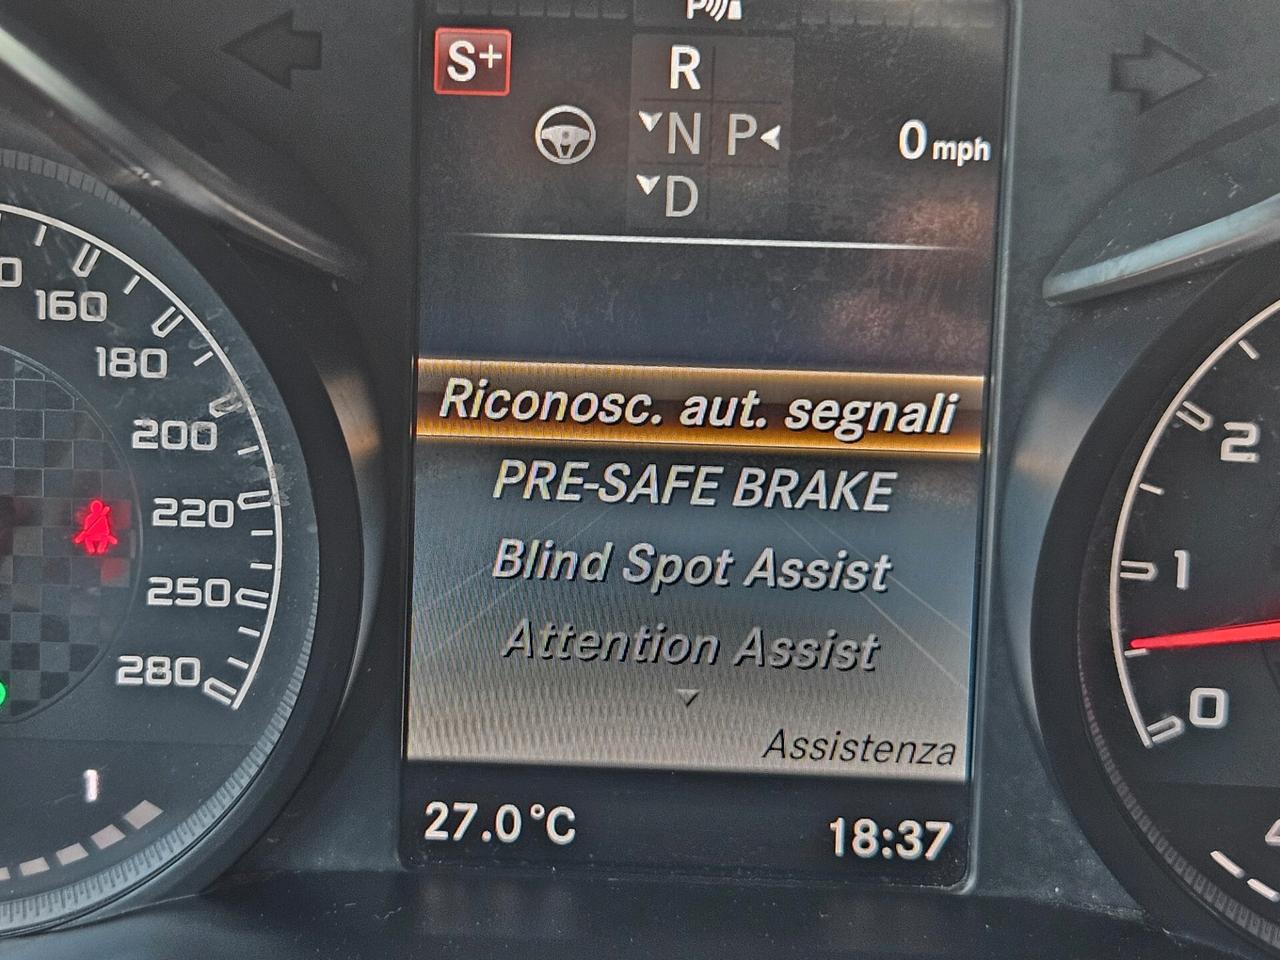 S+
R
N P
0 mph
D
160
180
200
220
250
280
1
2
1
0
Riconosc. aut. segnali
PRE-SAFE BRAKE
Blind Spot Assist
Attention Assist
Assistenza
27.0°C
18:37